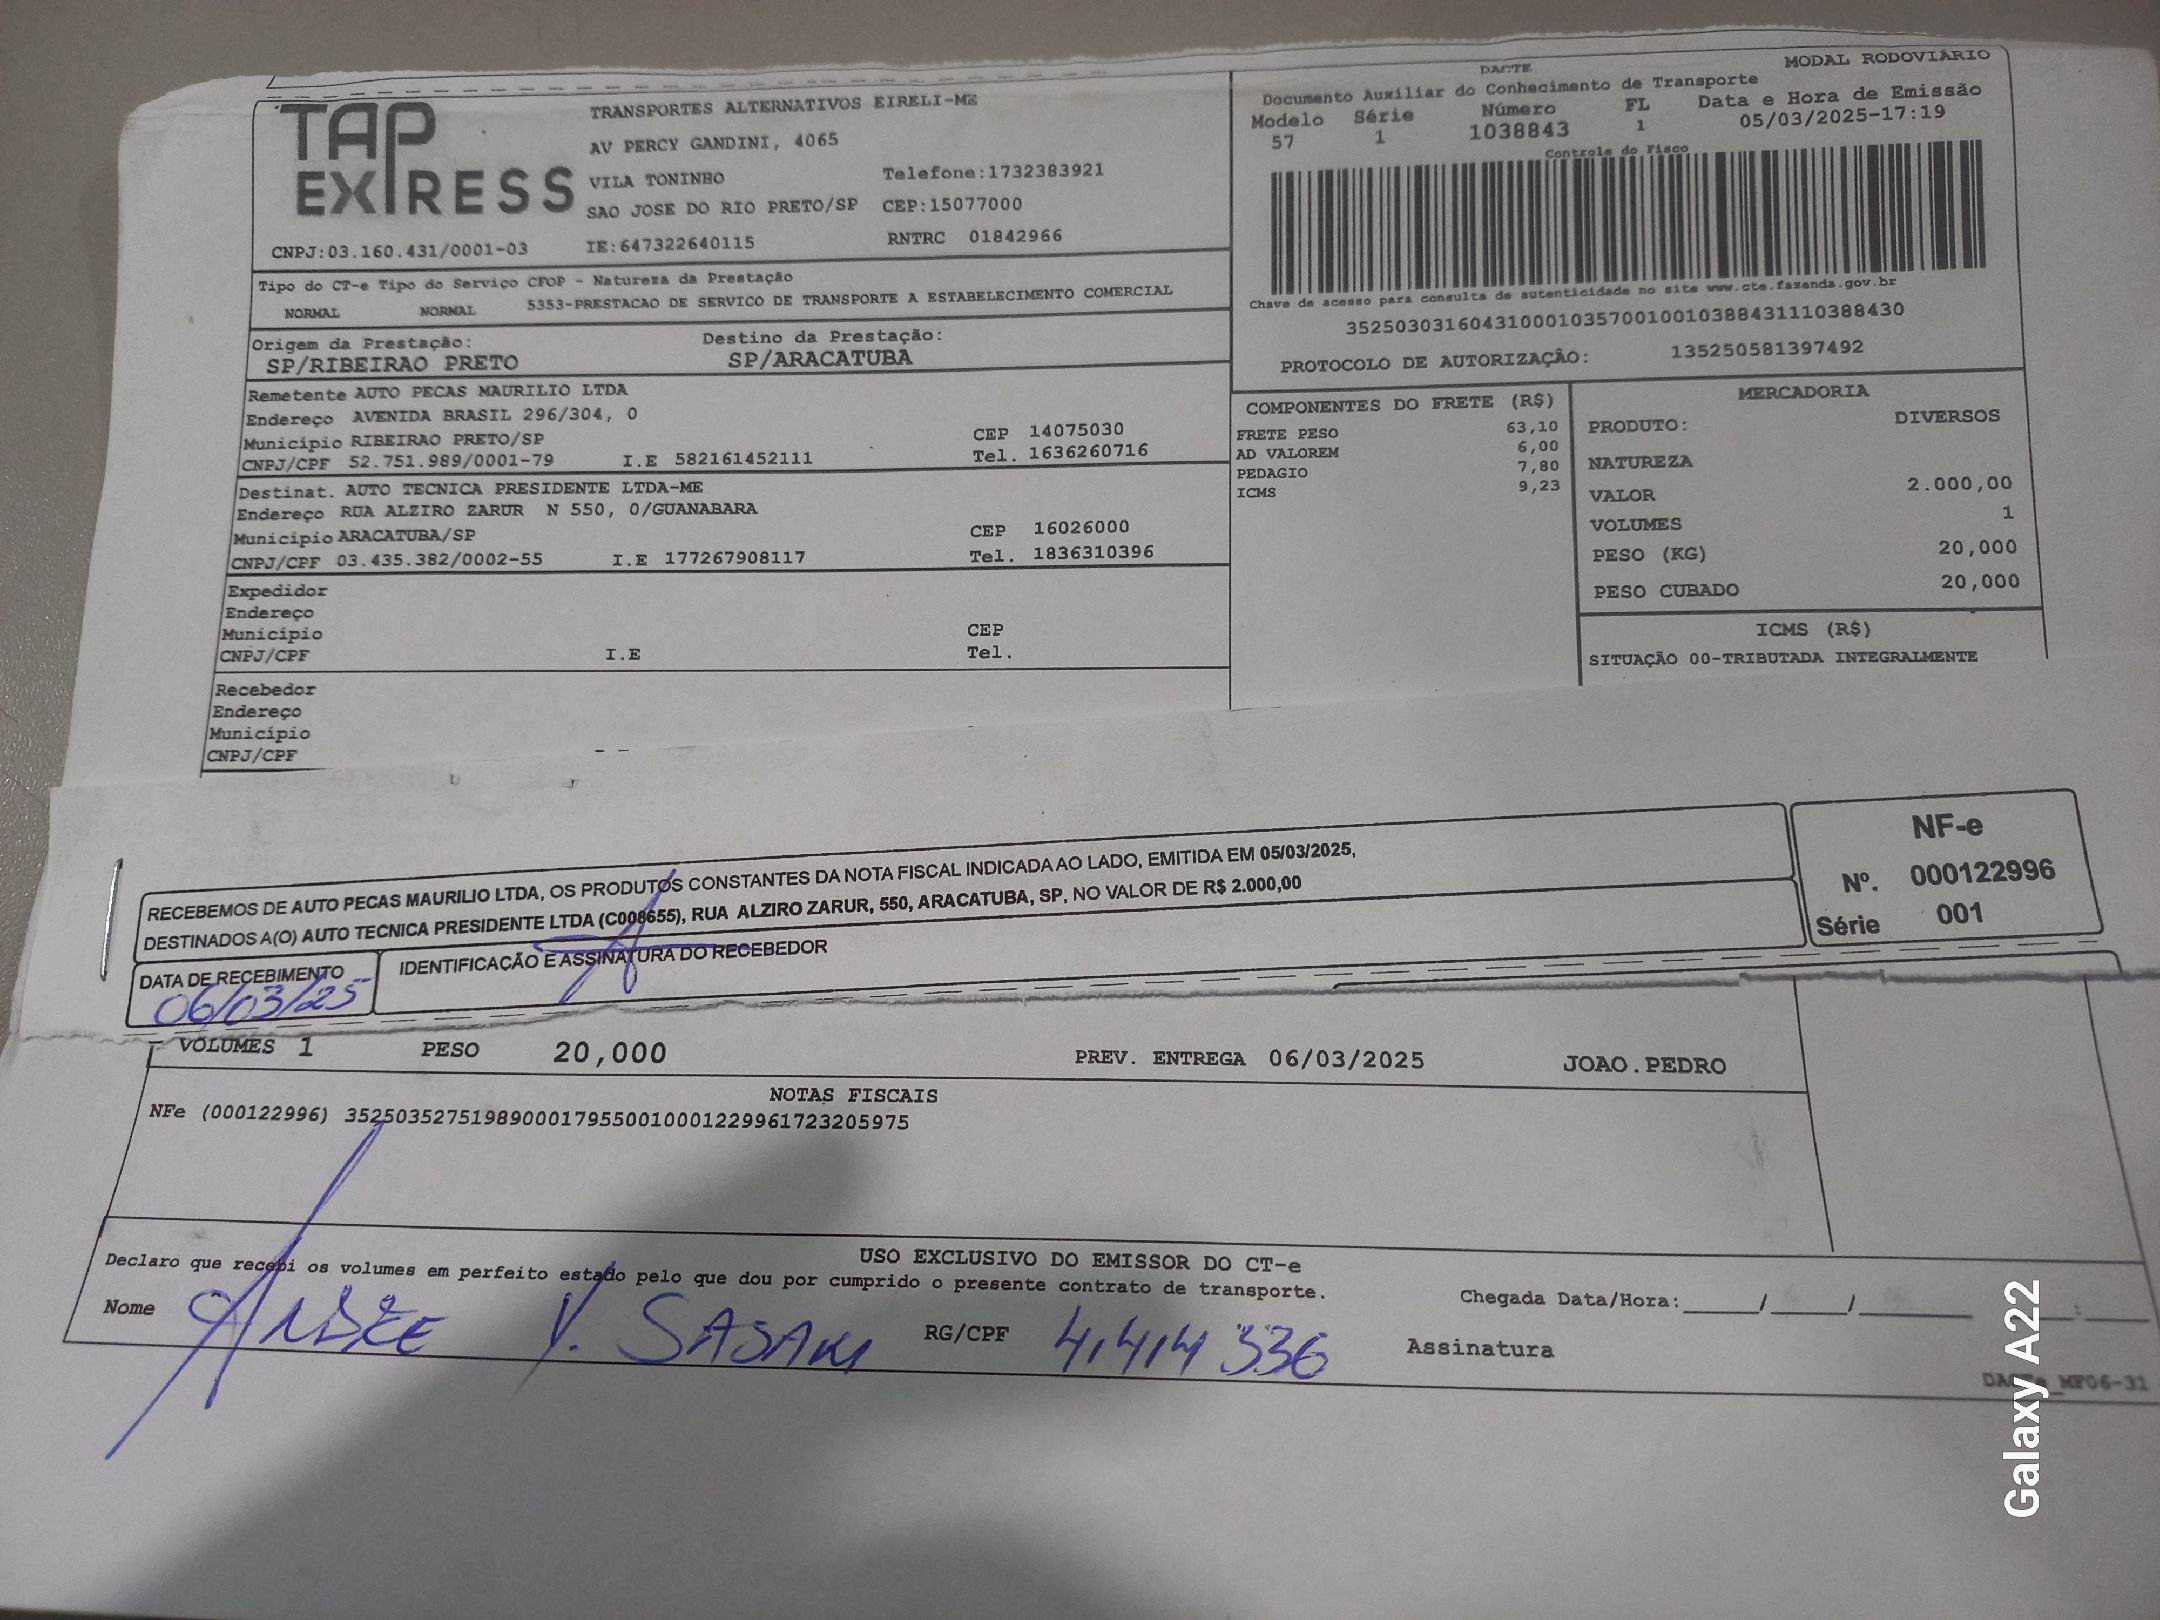 TAP EXPRESS
TRANSPORTES ALTERNATIVOS EIRELI-ME
AV PERCY GANDINI, 4065
VILA TONINHO Telefone:1732383921
SAO JOSE DO RIO PRETO/SP CEP:15077000
CNPJ:03.160.431/0001-03 IE:647322640115 RNTRC 01842966
DACTE MODAL RODOVIÁRIO
Documento Auxiliar do Conhecimento de Transporte
Modelo Série Número FL Data e Hora de Emissão
57 1 1038843 1 05/03/2025-17:19
Controle do Fisco
Chave de acesso para consulta de autenticidade no site www.cte.fazenda.gov.br
35250303160431000103570010010388431110388430
PROTOCOLO DE AUTORIZAÇÃO: 135250581397492
Tipo do CT-e Tipo do Serviço CFOP - Natureza da Prestação
NORMAL NORMAL 5353-PRESTACAO DE SERVICO DE TRANSPORTE A ESTABELECIMENTO COMERCIAL
Origem da Prestação: Destino da Prestação:
SP/RIBEIRAO PRETO SP/ARACATUBA
Remetente AUTO PECAS MAURILIO LTDA
Endereço AVENIDA BRASIL 296/304, 0
Município RIBEIRAO PRETO/SP CEP 14075030
CNPJ/CPF 52.751.989/0001-79 I.E 582161452111 Tel. 1636260716
Destinat. AUTO TECNICA PRESIDENTE LTDA-ME
Endereço RUA ALZIRO ZARUR N 550, 0/GUANABARA
Município ARACATUBA/SP CEP 16026000
CNPJ/CPF 03.435.382/0002-55 I.E 177267908117 Tel. 1836310396
Expedidor
Endereço
Município CEP
CNPJ/CPF I.E Tel.
Recebedor
Endereço
Município
CNPJ/CPF
COMPONENTES DO FRETE (R$)
FRETE PESO 63,10
AD VALOREM 6,00
PEDAGIO 7,80
ICMS 9,23
MERCADORIA
PRODUTO: DIVERSOS
NATUREZA
VALOR 2.000,00
VOLUMES 1
PESO (KG) 20,000
PESO CUBADO 20,000
ICMS (R$)
SITUAÇÃO 00-TRIBUTADA INTEGRALMENTE
RECEBEMOS DE AUTO PECAS MAURILIO LTDA, OS PRODUTOS CONSTANTES DA NOTA FISCAL INDICADA AO LADO, EMITIDA EM 05/03/2025,
DESTINADOS A(O) AUTO TECNICA PRESIDENTE LTDA (C008655), RUA ALZIRO ZARUR, 550, ARACATUBA, SP, NO VALOR DE R$ 2.000,00
NF-e
Nº. 000122996
Série 001
DATA DE RECEBIMENTO IDENTIFICAÇÃO E ASSINATURA DO RECEBEDOR
06/03/25
VOLUMES 1 PESO 20,000 PREV. ENTREGA 06/03/2025 JOAO.PEDRO
NOTAS FISCAIS
NFe (000122996) 35250352751989000179550010001229961723205975
USO EXCLUSIVO DO EMISSOR DO CT-e
Declaro que recebi os volumes em perfeito estado pelo que dou por cumprido o presente contrato de transporte.
Nome ANDRE Y. SASAKI RG/CPF 4.414.336 Chegada Data/Hora:_____/_____/_______ __:____
Assinatura
DACTe_MF06-31
Galaxy A22